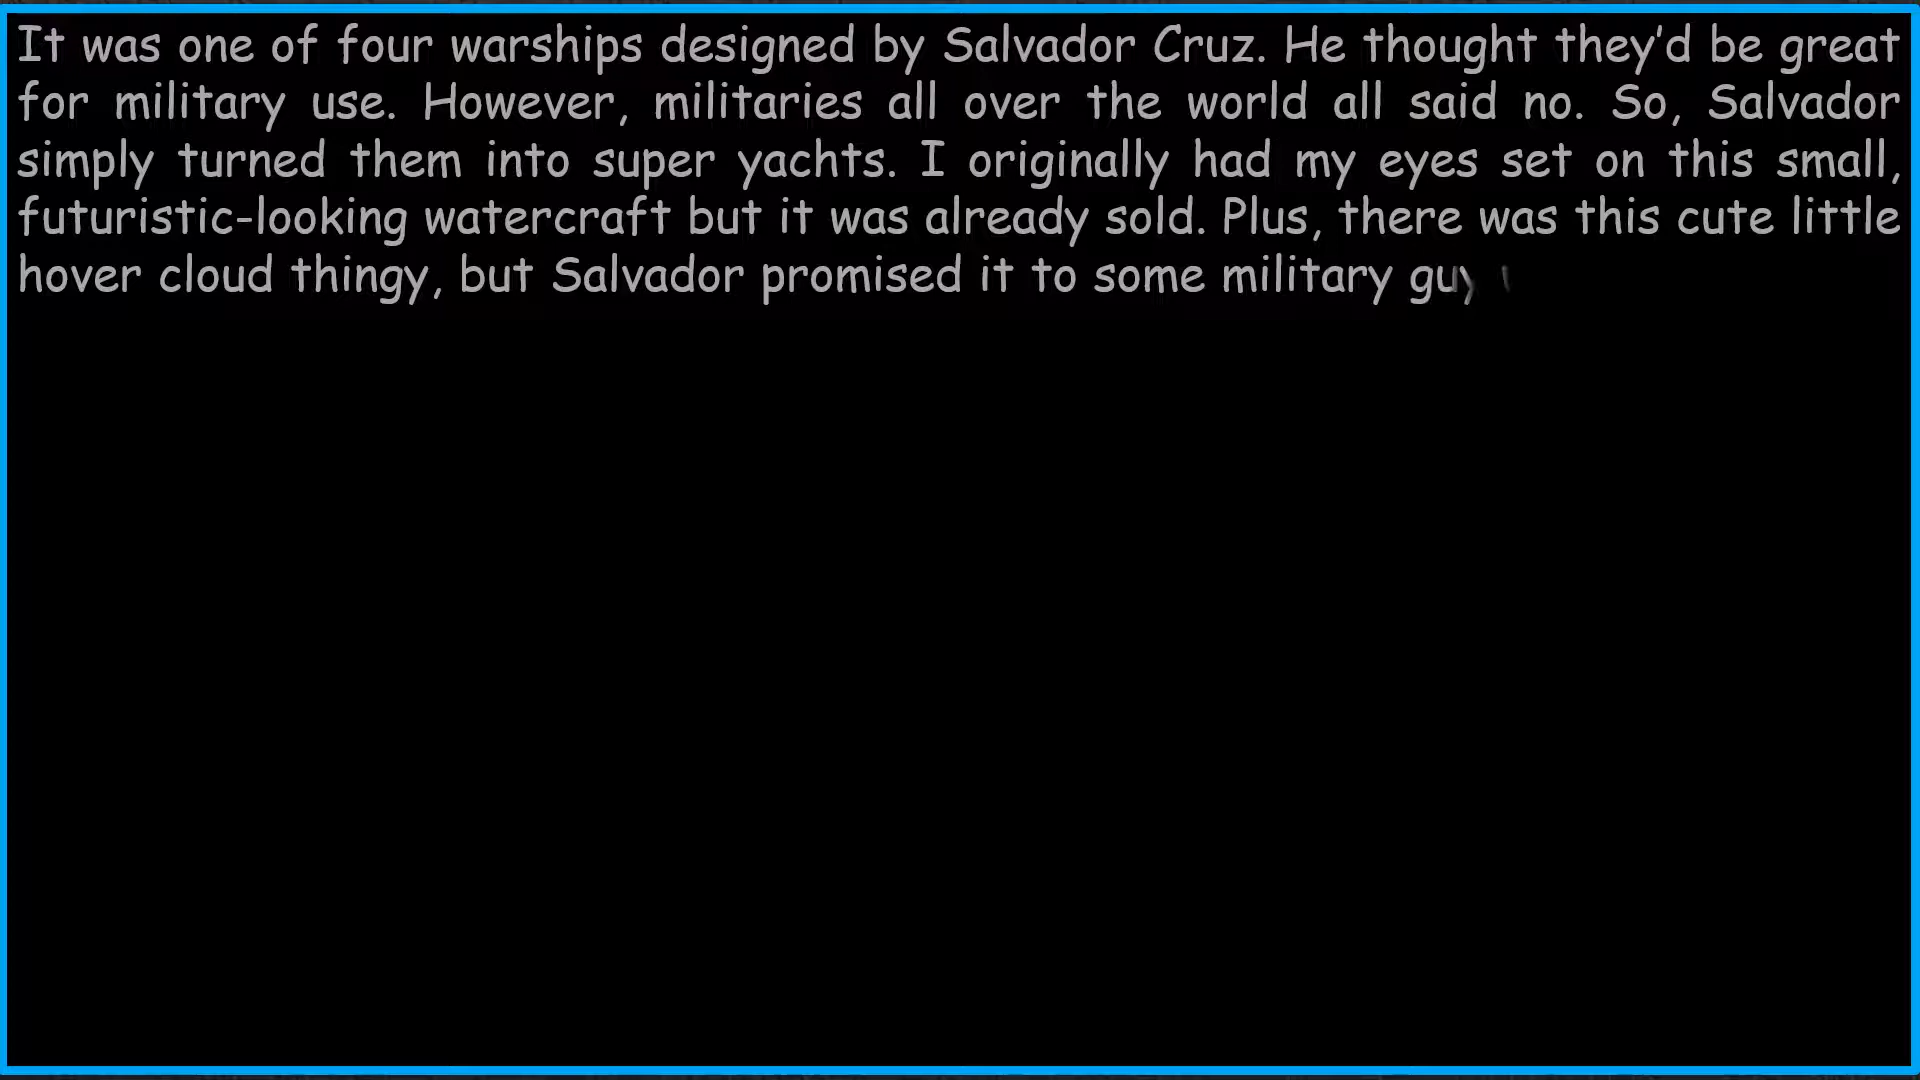 It was one of four warships designed by Salvador Cruz. He thought they’d be great
for military use. However, militaries all over the world all said no. So, Salvador
simply turned them into super yachts. I originally had my eyes set on this small,
futuristic-looking watercraft but it was already sold. Plus, there was this cute little
hover cloud thingy, but Salvador promised it to some military guy